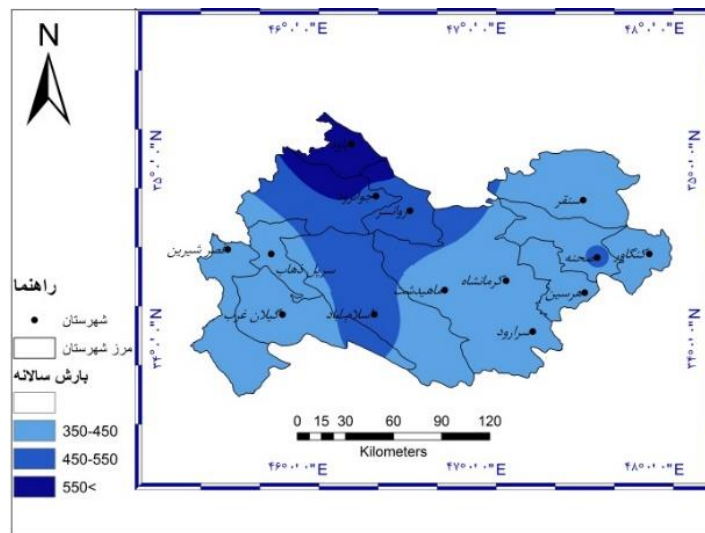 N
۴۶°۰'۰"E
۴۷°۰'۰"E
۴۸°۰'۰"E
۳۵°۰'۰"N
۳۵°۰'۰"N
جوانرود
روانسر
سنقر
قصر شیرین
سرپل ذهاب
صحنه
کنگاور
کرمانشاه
ماهیدشت
هرسین
گیلان غرب
اسلام‌آباد
سرارود
۳۴°۰'۰"N
۳۴°۰'۰"N
راهنما
شهرستان
مرز شهرستان
بارش سالانه
350-450
450-550
550<
0 15 30 60 90 120
Kilometers
۴۶°۰'۰"E
۴۷°۰'۰"E
۴۸°۰'۰"E